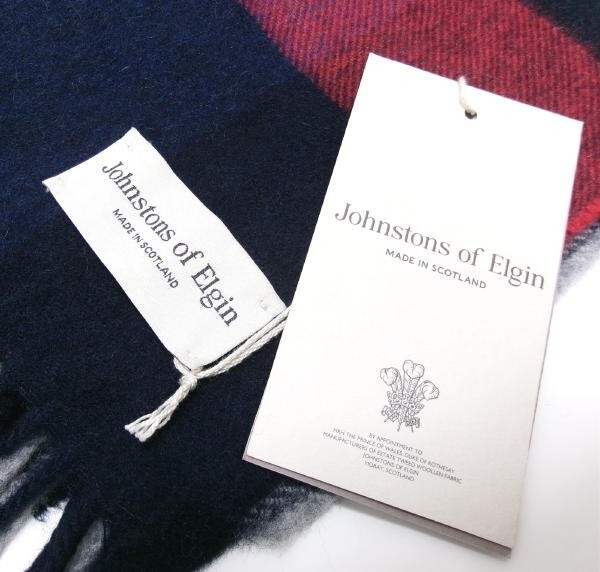 Johnstons of Elgin
MADE IN SCOTLAND
Johnstons of Elgin
MADE IN SCOTLAND
BY APPOINTMENT TO
HRH THE PRINCE OF WALES, DUKE OF ROTHESAY
MANUFACTURERS OF ESTATE TWEED WOOLLEN FABRIC
JOHNSTONS OF ELGIN
MORAY, SCOTLAND